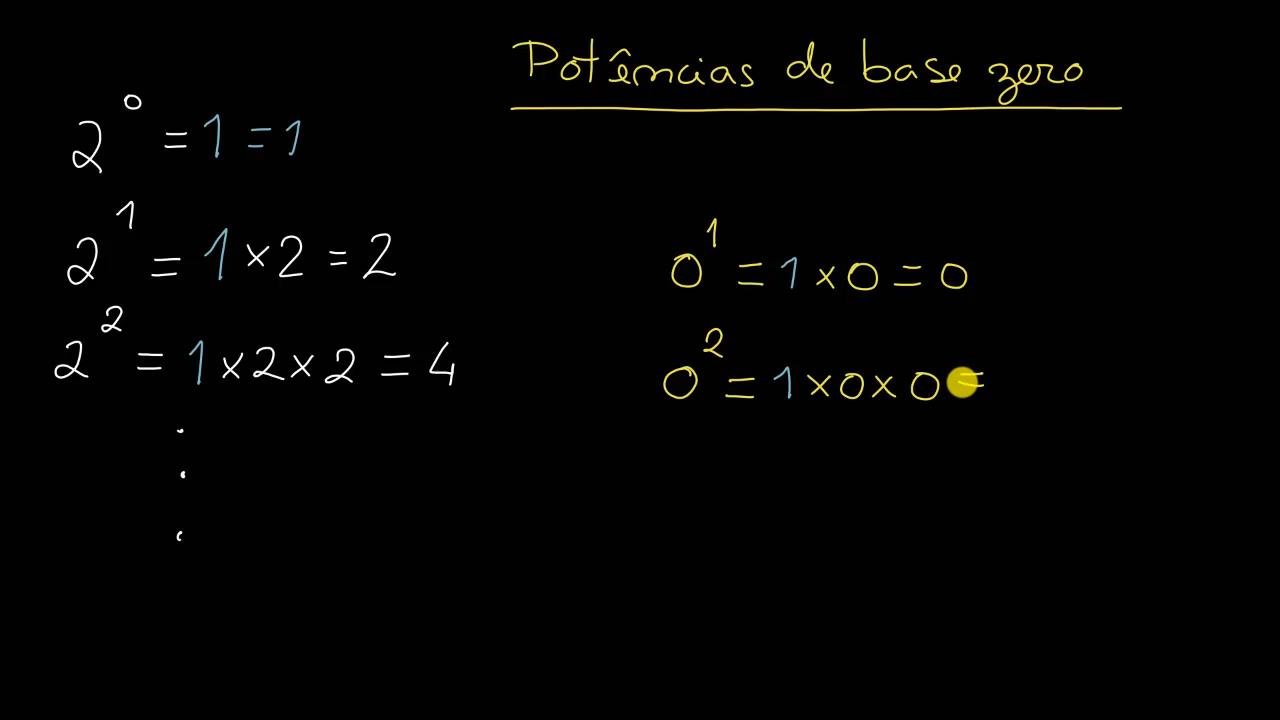 Potências de base zero
2⁰ = 1 = 1
2¹ = 1 × 2 = 2
2² = 1 × 2 × 2 = 4
.
.
.
0¹ = 1 × 0 = 0
0² = 1 × 0 × 0 =